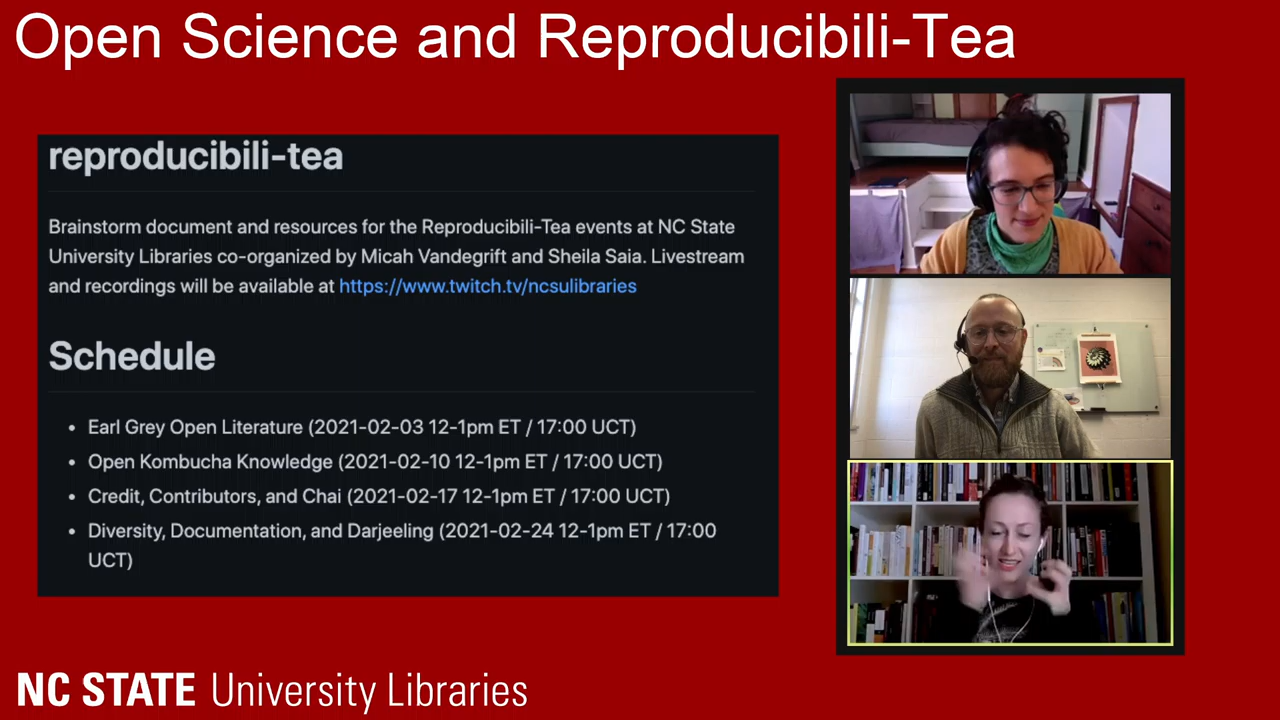 Open Science and Reproducibili-Tea
reproducibili-tea
Brainstorm document and resources for the Reproducibili-Tea events at NC State
University Libraries co-organized by Micah Vandegrift and Sheila Saia. Livestream
and recordings will be available at https://www.twitch.tv/ncsulibraries
Schedule
• Earl Grey Open Literature (2021-02-03 12-1pm ET / 17:00 UCT)
• Open Kombucha Knowledge (2021-02-10 12-1pm ET / 17:00 UCT)
• Credit, Contributors, and Chai (2021-02-17 12-1pm ET / 17:00 UCT)
• Diversity, Documentation, and Darjeeling (2021-02-24 12-1pm ET / 17:00
UCT)
NC STATE University Libraries